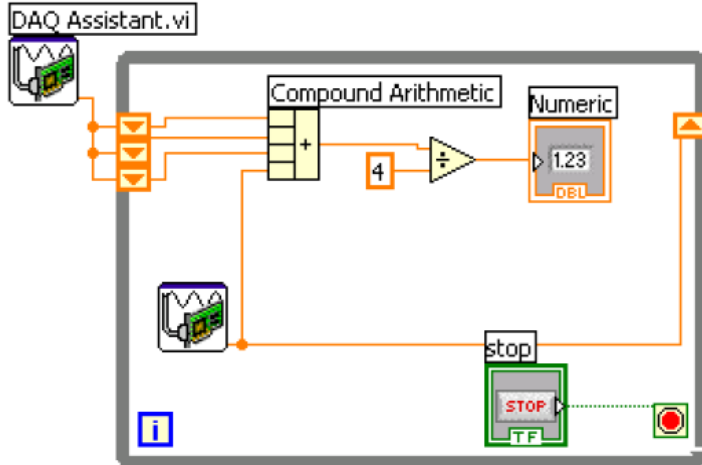 DAQ Assistant.vi
Compound Arithmetic
Numeric
+
÷
4
1.23
DBL
stop
STOP
TF
i